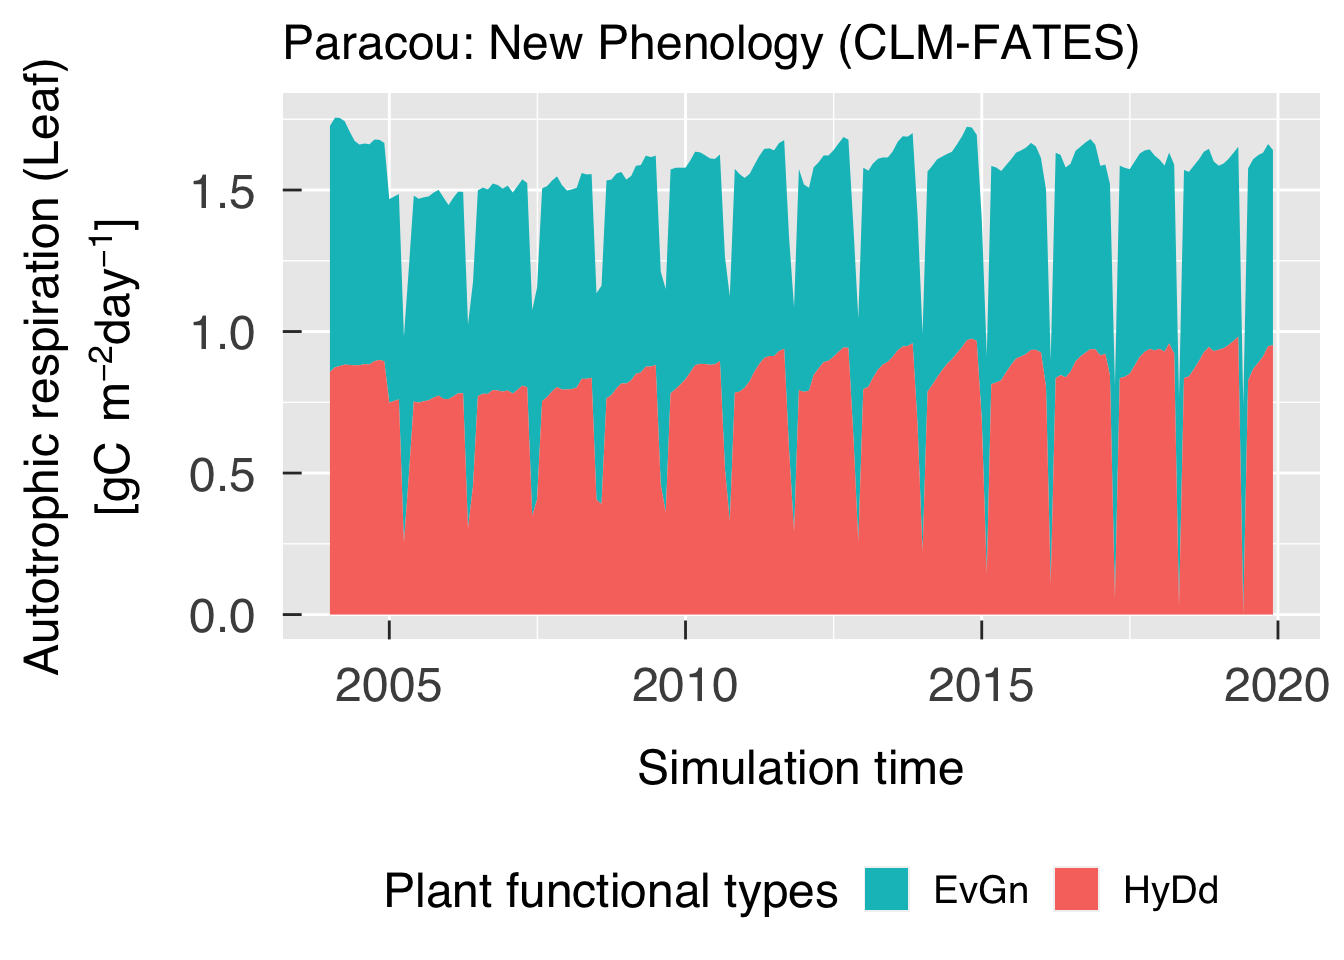 Paracou: New Phenology (CLM-FATES)
Autotrophic respiration (Leaf)
[gC m⁻²day⁻¹]
1.5
1.0
0.5
0.0
2005 2010 2015 2020
Simulation time
Plant functional types EvGn HyDd